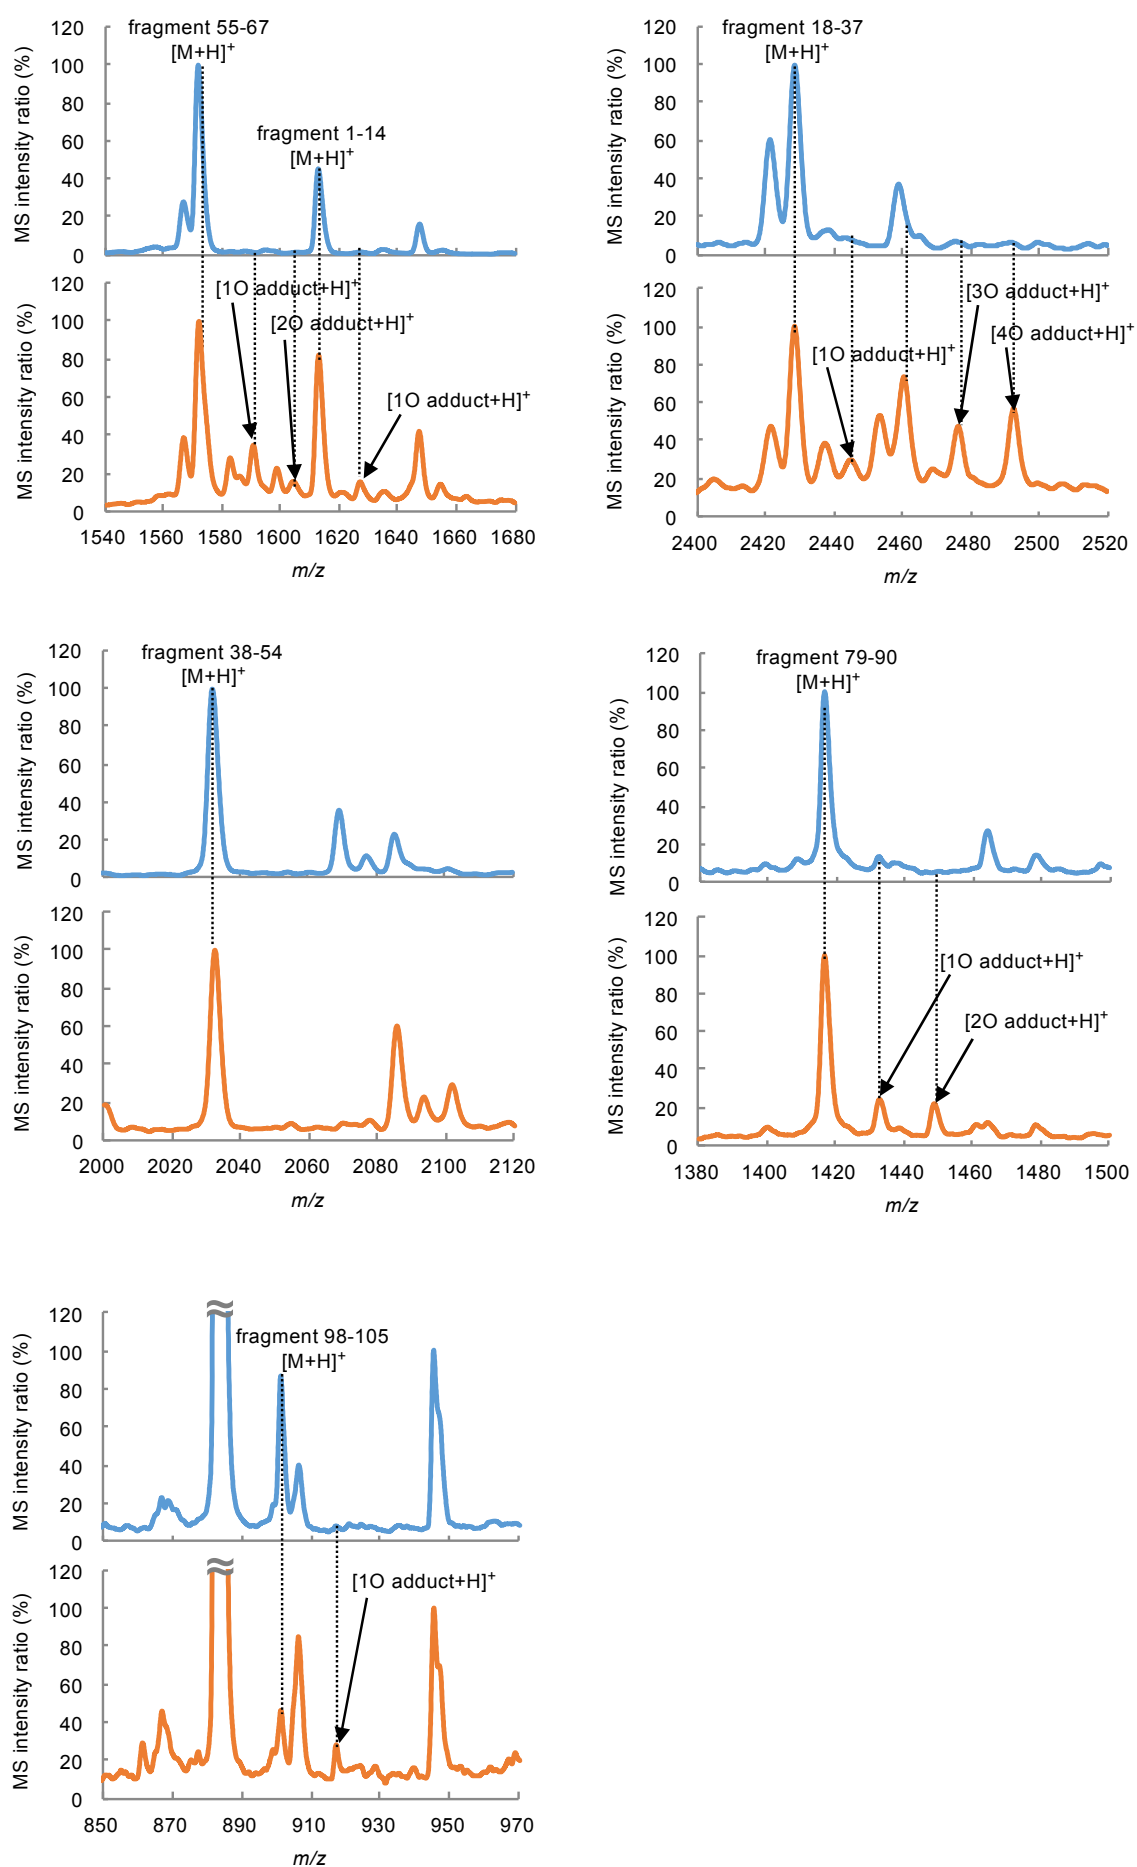 fragment 55-67
[M+H]+
fragment 1-14
[M+H]+
MS intensity ratio (%)
120
100
80
60
40
20
0
[1O adduct+H]+
[2O adduct+H]+
[1O adduct+H]+
MS intensity ratio (%)
120
100
80
60
40
20
0
1540 1560 1580 1600 1620 1640 1660 1680
m/z
fragment 18-37
[M+H]+
MS intensity ratio (%)
120
100
80
60
40
20
0
[3O adduct+H]+
[4O adduct+H]+
[1O adduct+H]+
MS intensity ratio (%)
120
100
80
60
40
20
0
2400 2420 2440 2460 2480 2500 2520
m/z
fragment 38-54
[M+H]+
MS intensity ratio (%)
120
100
80
60
40
20
0
MS intensity ratio (%)
120
100
80
60
40
20
0
2000 2020 2040 2060 2080 2100 2120
m/z
fragment 79-90
[M+H]+
MS intensity ratio (%)
120
100
80
60
40
20
0
[1O adduct+H]+
[2O adduct+H]+
MS intensity ratio (%)
120
100
80
60
40
20
0
1380 1400 1420 1440 1460 1480 1500
m/z
fragment 98-105
[M+H]+
MS intensity ratio (%)
120
100
80
60
40
20
0
[1O adduct+H]+
MS intensity ratio (%)
120
100
80
60
40
20
0
850 870 890 910 930 950 970
m/z